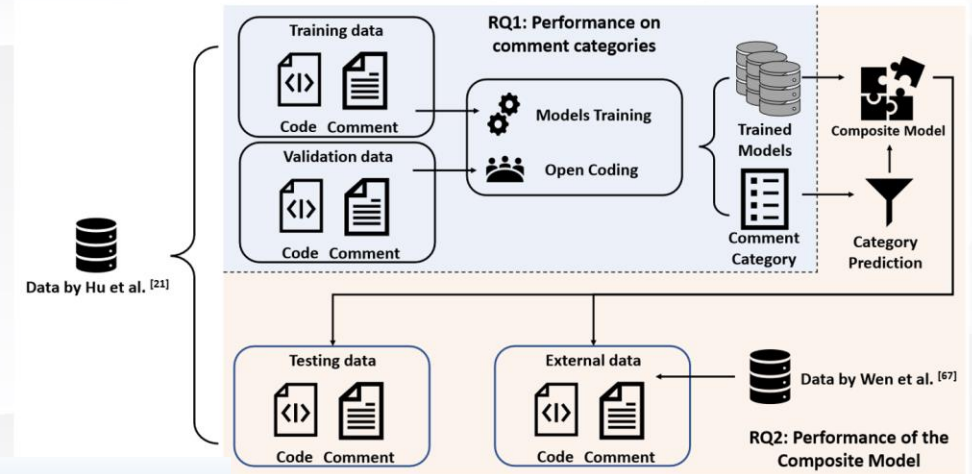 Training data
Code Comment
Validation data
Code Comment
RQ1: Performance on
comment categories
Models Training
Open Coding
Trained
Models
Comment
Category
Composite Model
Category
Prediction
Data by Hu et al. [21]
Testing data
Code Comment
External data
Code Comment
Data by Wen et al. [67]
RQ2: Performance of the
Composite Model